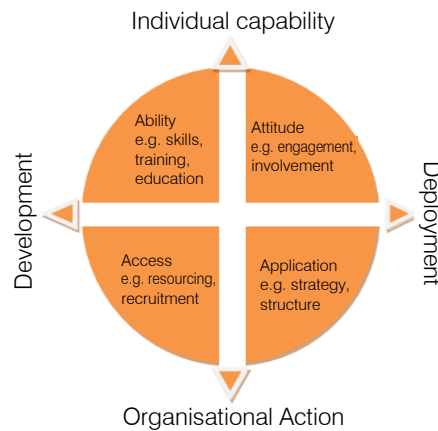 Individual capability
Ability
e.g. skills,
training,
education
Attitude
e.g. engagement,
involvement
Development
Deployment
Access
e.g. resourcing,
recruitment
Application
e.g. strategy,
structure
Organisational Action